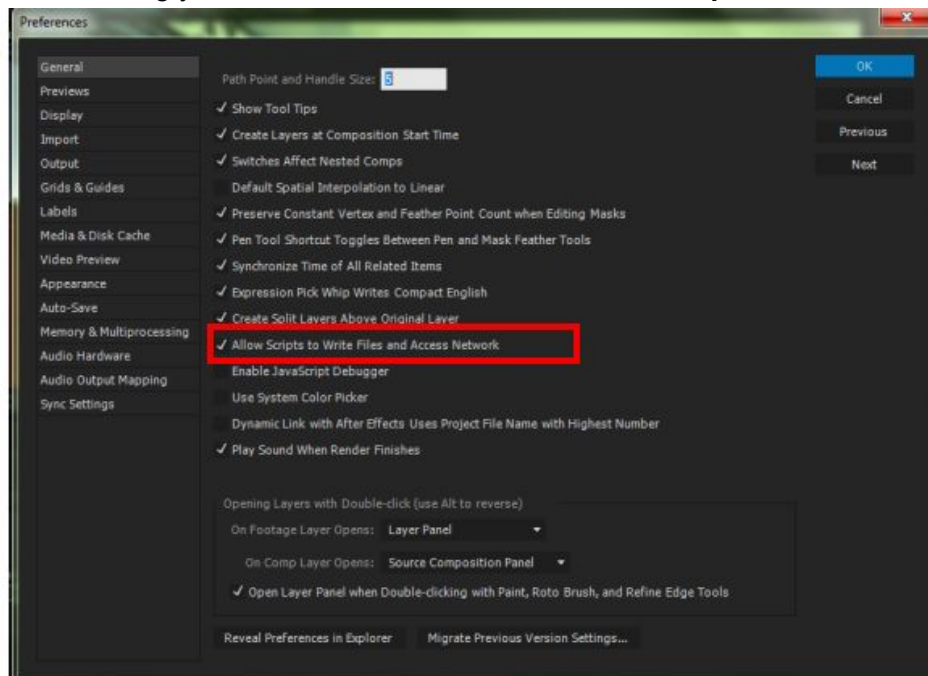 Preferences
General
Previews
Display
Import
Output
Grids & Guides
Labels
Media & Disk Cache
Video Preview
Appearance
Auto-Save
Memory & Multiprocessing
Audio Hardware
Audio Output Mapping
Sync Settings
Path Point and Handle Size: 5
Show Tool Tips
Create Layers at Composition Start Time
Switches Affect Nested Comps
Default Spatial Interpolation to Linear
Preserve Constant Vertex and Feather Point Count when Editing Masks
Pen Tool Shortcut Toggles Between Pen and Mask Feather Tools
Synchronize Time of All Related Items
Expression Pick Whip Writes Compact English
Create Split Layers Above Original Layer
Allow Scripts to Write Files and Access Network
Enable JavaScript Debugger
Use System Color Picker
Dynamic Link with After Effects Uses Project File Name with Highest Number
Play Sound When Render Finishes
Opening Layers with Double-click (use Alt to reverse)
On Footage Layer Opens: Layer Panel
On Comp Layer Opens: Source Composition Panel
Open Layer Panel when Double-clicking with Paint, Roto Brush, and Refine Edge Tools
Reveal Preferences in Explorer Migrate Previous Version Settings...
OK
Cancel
Previous
Next